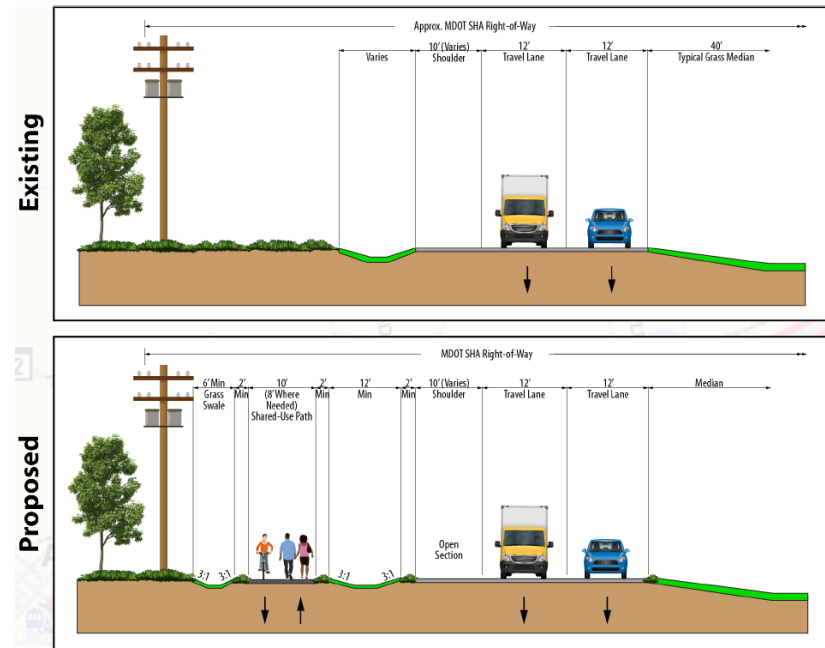 Existing
Approx. MDOT SHA Right-of-Way
Varies
10' (Varies)
Shoulder
12'
Travel Lane
12'
Travel Lane
40'
Typical Grass Median
Proposed
MDOT SHA Right-of-Way
6' Min
Grass
Swale
2'
Min
10'
(8' Where
Needed)
Shared-Use Path
2'
Min
12'
Min
2'
Min
10' (Varies)
Shoulder
12'
Travel Lane
12'
Travel Lane
Median
Open
Section
3:1
3:1
3:1
3:1
2